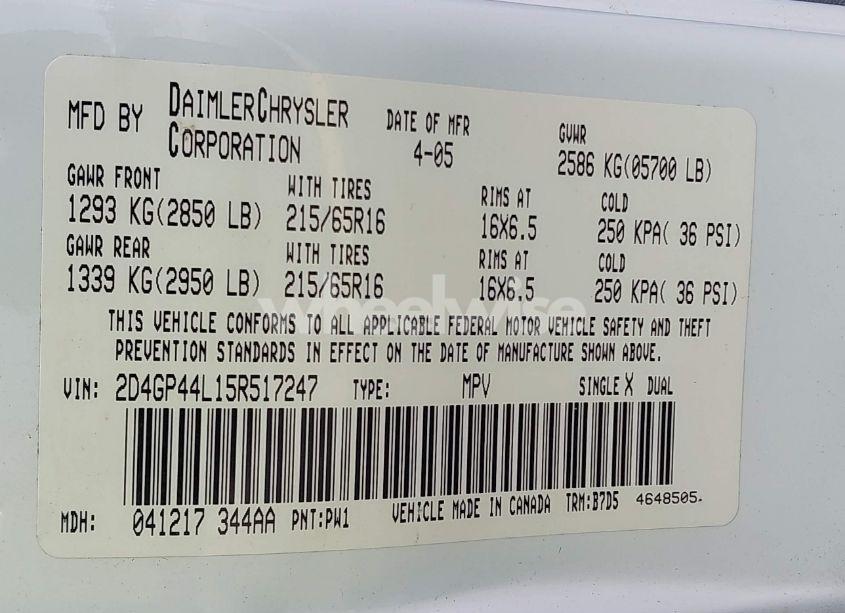 MFD BY DAIMLERCHRYSLER CORPORATION DATE OF MFR 4-05 GVWR 2586 KG(05700 LB)
GAWR FRONT WITH TIRES RIMS AT COLD
1293 KG(2850 LB) 215/65R16 16X6.5 250 KPA( 36 PSI)
GAWR REAR WITH TIRES RIMS AT COLD
1339 KG(2950 LB) 215/65R16 16X6.5 250 KPA( 36 PSI)
wheelwise
THIS VEHICLE CONFORMS TO ALL APPLICABLE FEDERAL MOTOR VEHICLE SAFETY AND THEFT
PREVENTION STANDARDS IN EFFECT ON THE DATE OF MANUFACTURE SHOWN ABOVE.
VIN: 2D4GP44L15R517247 TYPE: MPV SINGLE X DUAL
MDH: 041217 344AA PNT:PW1 VEHICLE MADE IN CANADA TRM:B7D5 4648505-